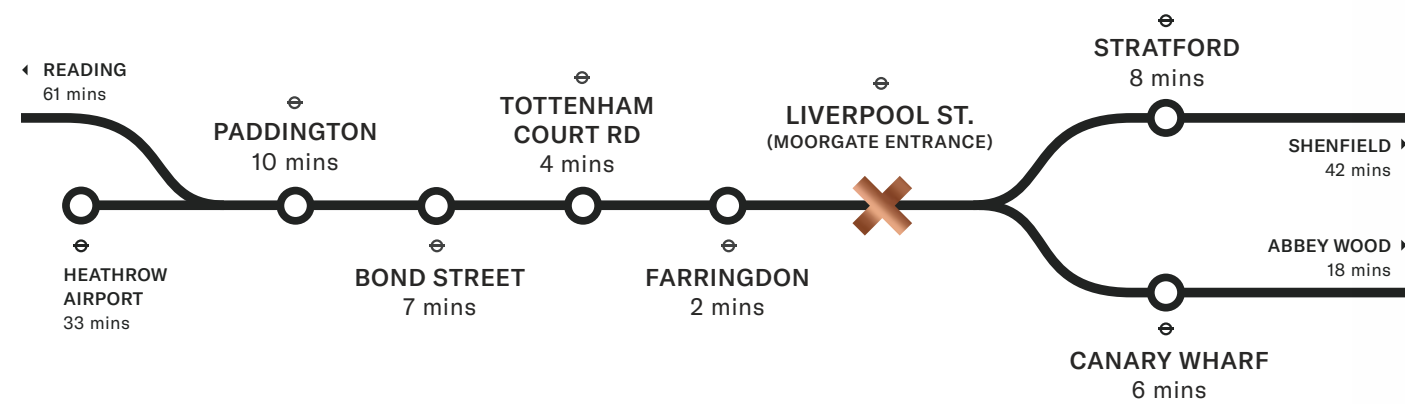 READING
61 mins
HEATHROW
AIRPORT
33 mins
PADDINGTON
10 mins
BOND STREET
7 mins
TOTTENHAM
COURT RD
4 mins
FARRINGDON
2 mins
LIVERPOOL ST.
(MOORGATE ENTRANCE)
STRATFORD
8 mins
SHENFIELD
42 mins
ABBEY WOOD
18 mins
CANARY WHARF
6 mins